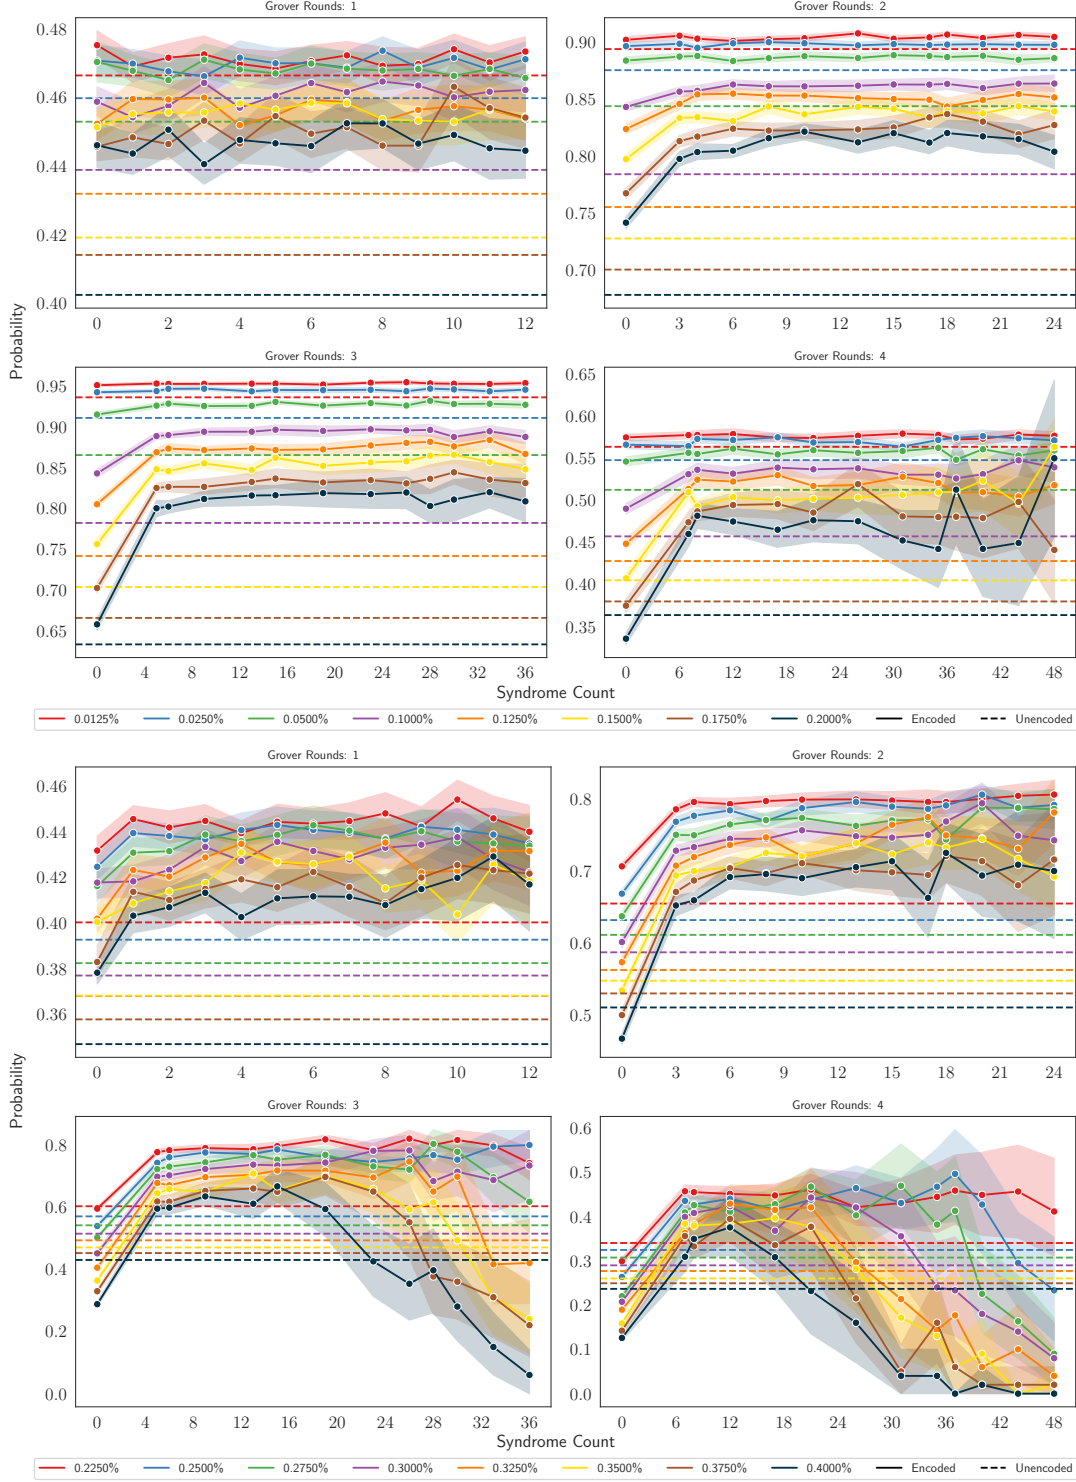 Grover Rounds: 1
Grover Rounds: 2
0.48
0.46
0.44
0.42
0.40
0 2 4 6 8 10 12
0.90
0.85
0.80
0.75
0.70
0 3 6 9 12 15 18 21 24
Probability
Grover Rounds: 3
Grover Rounds: 4
0.95
0.90
0.85
0.80
0.75
0.70
0.65
0 4 8 12 16 20 24 28 32 36
0.65
0.60
0.55
0.50
0.45
0.40
0.35
0 6 12 18 24 30 36 42 48
Syndrome Count
0.0125% 0.0250% 0.0500% 0.1000% 0.1250% 0.1500% 0.1750% 0.2000% Encoded Unencoded
Grover Rounds: 1
Grover Rounds: 2
0.46
0.44
0.42
0.40
0.38
0.36
0 2 4 6 8 10 12
0.8
0.7
0.6
0.5
0 3 6 9 12 15 18 21 24
Probability
Grover Rounds: 3
Grover Rounds: 4
0.8
0.6
0.4
0.2
0.0
0 4 8 12 16 20 24 28 32 36
0.6
0.5
0.4
0.3
0.2
0.1
0.0
0 6 12 18 24 30 36 42 48
Syndrome Count
0.2250% 0.2500% 0.2750% 0.3000% 0.3250% 0.3500% 0.3750% 0.4000% Encoded Unencoded